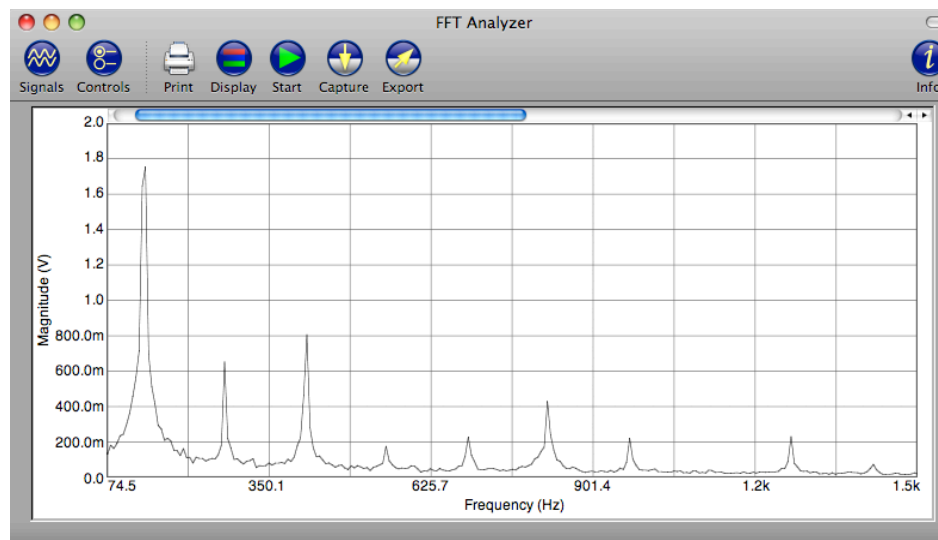 FFT Analyzer
Signals Controls Print Display Start Capture Export Info
2.0
1.8
1.6
1.4
1.2
1.0
800.0m
600.0m
400.0m
200.0m
0.0
Magnitude (V)
74.5 350.1 625.7 901.4 1.2k 1.5k
Frequency (Hz)